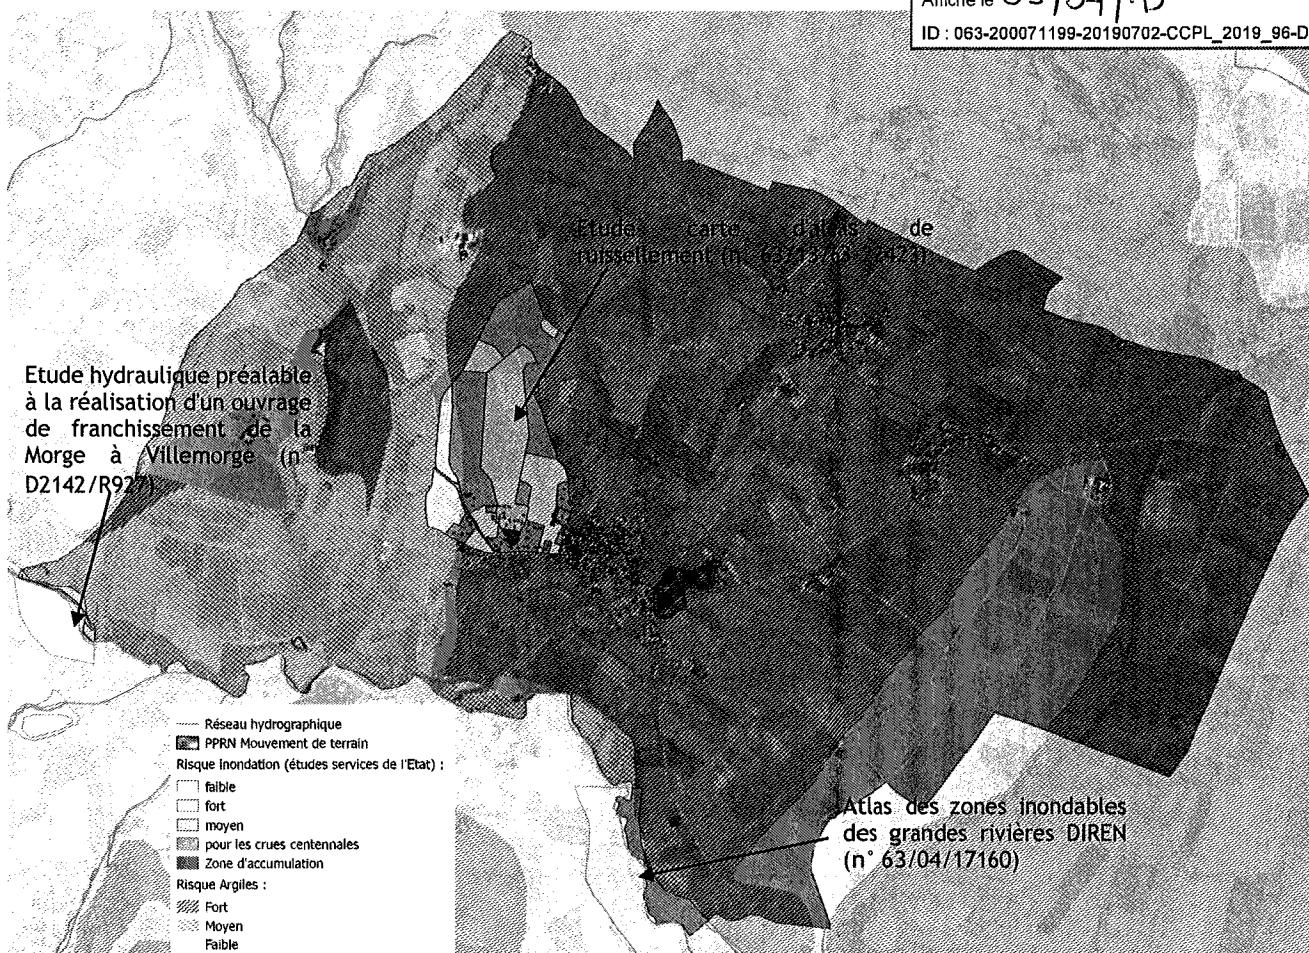 Affiché le
ID : 063-200071199-20190702-CCPL_2019_96-D
Etudes carte d'aléas de
ruissellement (n°
Etude hydraulique préalable
à la réalisation d'un ouvrage
de franchissement de la
Morge à Villemorge (n°
D2142/R927)
Réseau hydrographique
PPRN Mouvement de terrain
Risque inondation (études services de l'Etat) :
faible
fort
moyen
pour les crues centennales
Zone d'accumulation
Risque Argiles :
Fort
Moyen
Faible
Atlas des zones inondables
des grandes rivières DIREN
(n° 63/04/17160)